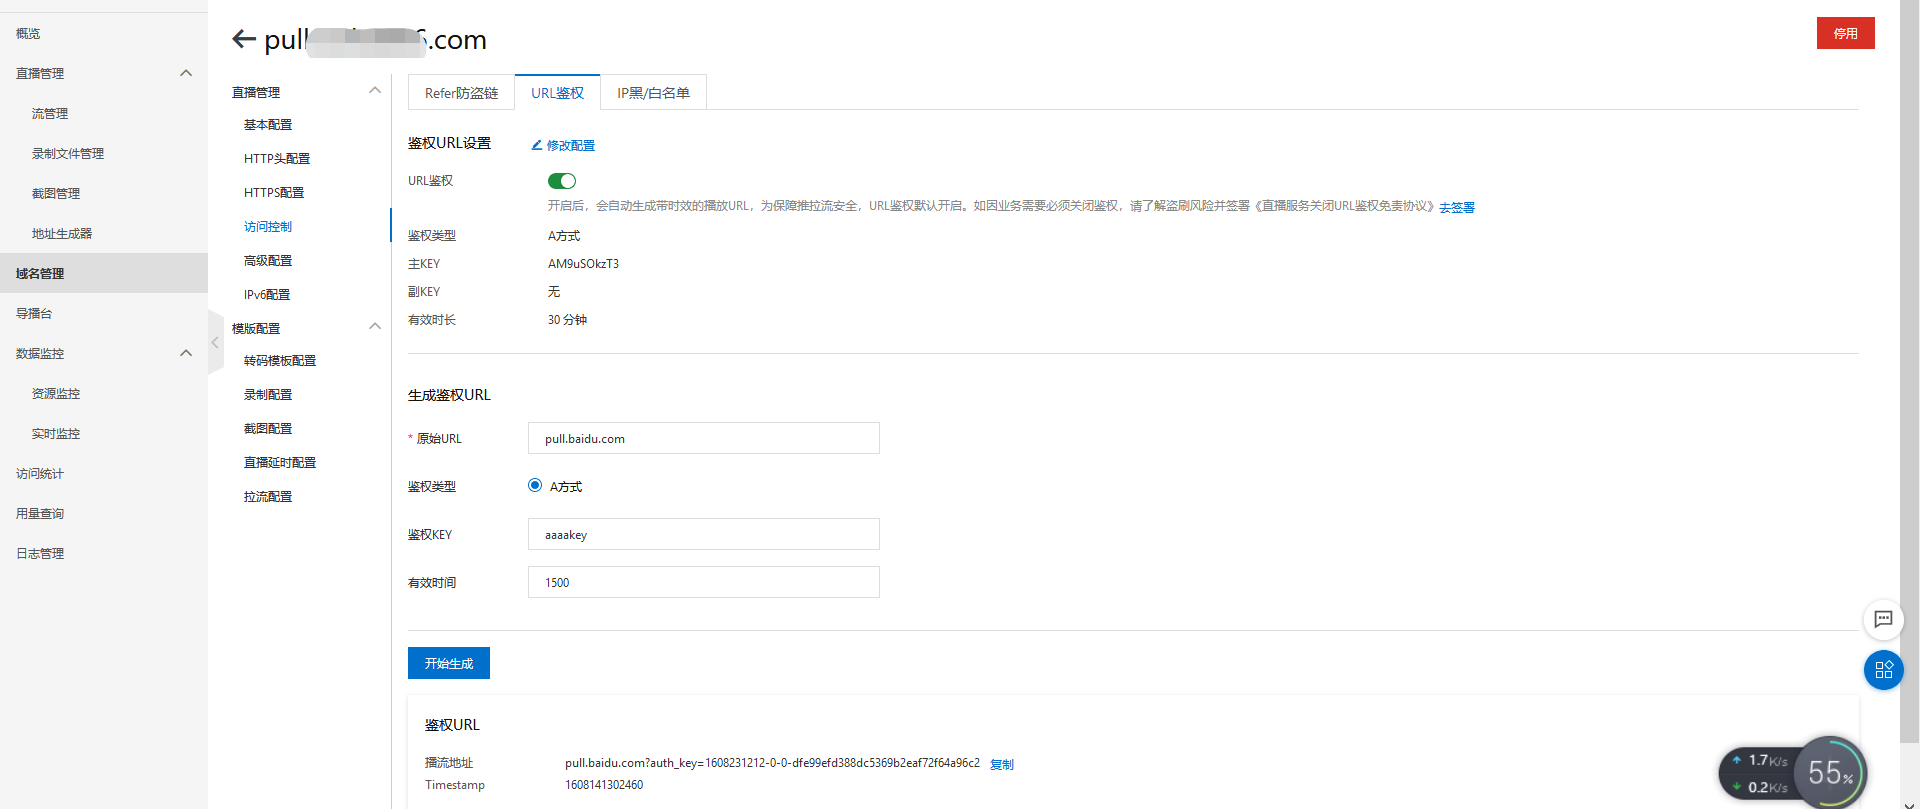 概览
直播管理
流管理
录制文件管理
截图管理
地址生成器
域名管理
导播台
数据监控
资源监控
实时监控
访问统计
用量查询
日志管理
pull
.com
停用
直播管理
基本配置
HTTP头配置
HTTPS配置
访问控制
高级配置
IPv6配置
模版配置
转码模板配置
录制配置
截图配置
直播延时配置
拉流配置
Refer防盗链 URL鉴权 IP黑/白名单
鉴权URL设置 修改配置
URL鉴权
开启后，会自动生成带时效的播放URL，为保障推拉流安全，URL鉴权默认开启。如因业务需要必须关闭鉴权，请了解盗刷风险并签署《直播服务关闭URL鉴权免责协议》去签署
鉴权类型 A方式
主KEY AM9uSOkzT3
副KEY 无
有效时长 30 分钟
生成鉴权URL
* 原始URL pull.baidu.com
鉴权类型 A方式
鉴权KEY aaaakey
有效时间 1500
开始生成
鉴权URL
播流地址 pull.baidu.com?auth_key=1608231212-0-0-dfe99efd388dc5369b2eaf72f64a96c2 复制
Timestamp 1608141302460
1.7K/s
0.2K/s
55%